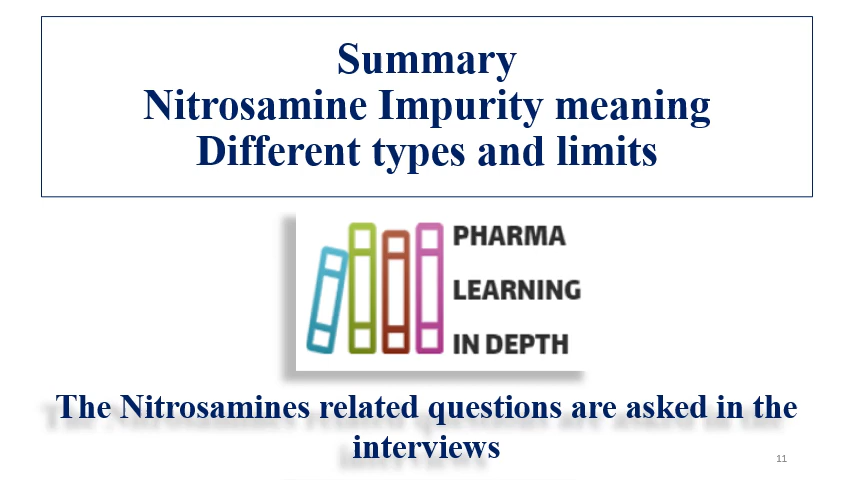 Summary
Nitrosamine Impurity meaning
Different types and limits
PHARMA
LEARNING
IN DEPTH
The Nitrosamines related questions are asked in the
interviews
11